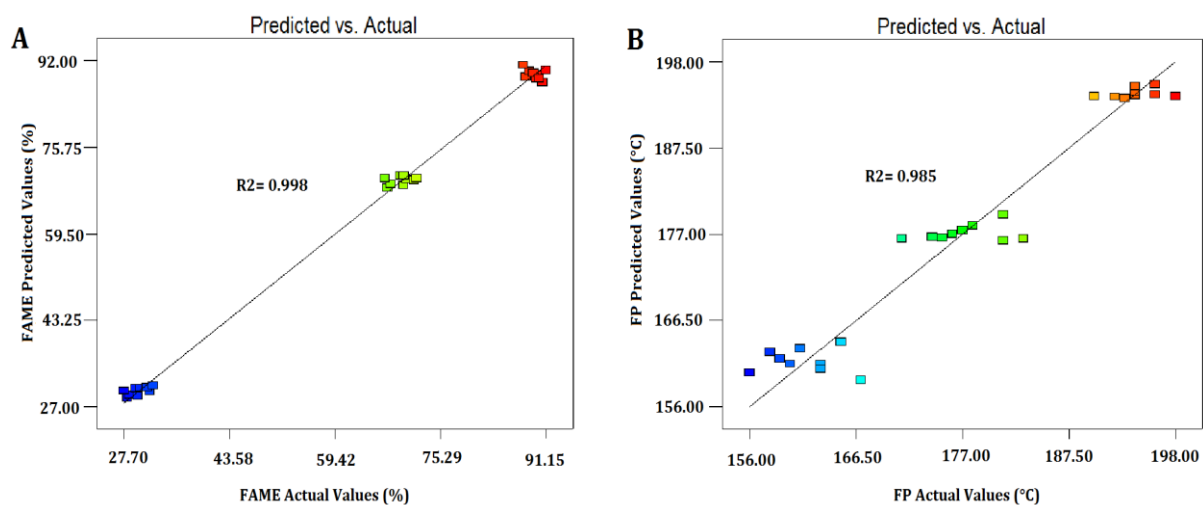 A
Predicted vs. Actual
FAME Predicted Values (%)
92.00
75.75
59.50
43.25
27.00
R2= 0.998
27.70 43.58 59.42 75.29 91.15
FAME Actual Values (%)
B
Predicted vs. Actual
FP Predicted Values (°C)
198.00
187.50
177.00
166.50
156.00
R2= 0.985
156.00 166.50 177.00 187.50 198.00
FP Actual Values (°C)